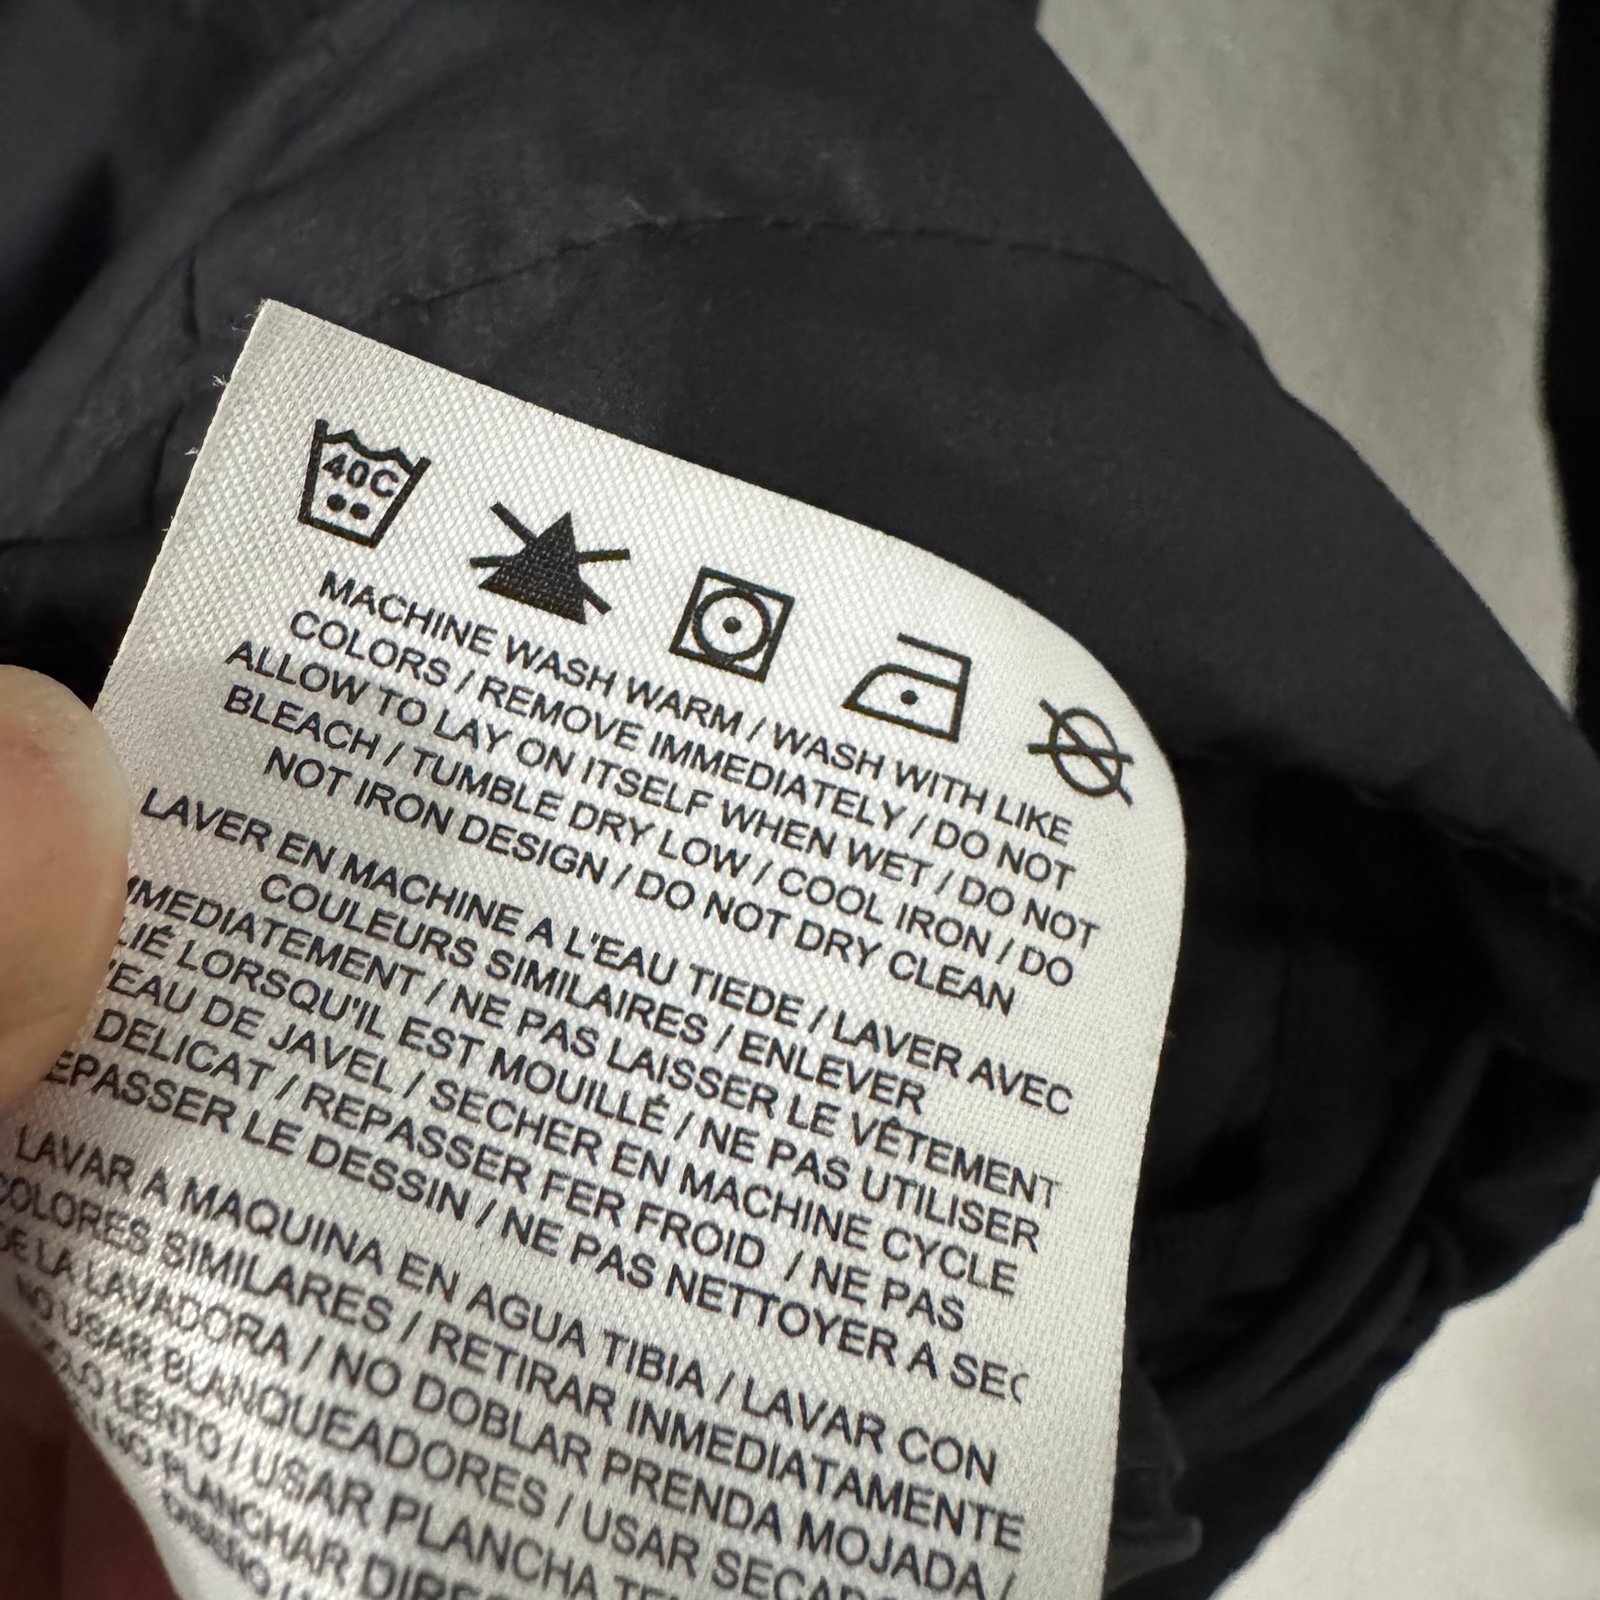 40C
MACHINE WASH WARM / WASH WITH LIKE
COLORS / REMOVE IMMEDIATELY / DO NOT
ALLOW TO LAY ON ITSELF WHEN WET / DO NOT
BLEACH / TUMBLE DRY LOW / COOL IRON / DO
NOT IRON DESIGN / DO NOT DRY CLEAN
LAVER EN MACHINE A L'EAU TIEDE / LAVER AVEC
COULEURS SIMILAIRES / ENLEVER
MMEDIATEMENT / NE PAS LAISSER LE VÊTEMENT
LIÉ LORSQU'IL EST MOUILLÉ / NE PAS UTILISER
'EAU DE JAVEL / SECHER EN MACHINE CYCLE
DELICAT / REPASSER FER FROID / NE PAS
EPASSER LE DESSIN / NE PAS NETTOYER A SEC
LAVAR A MAQUINA EN AGUA TIBIA / LAVAR CON
COLORES SIMILARES / RETIRAR INMEDIATAMENTE
DE LA LAVADORA / NO DOBLAR PRENDA MOJADA /
NO USAR BLANQUEADORES / USAR
LENTO / USAR PLANCHA
NO PLANCHAR